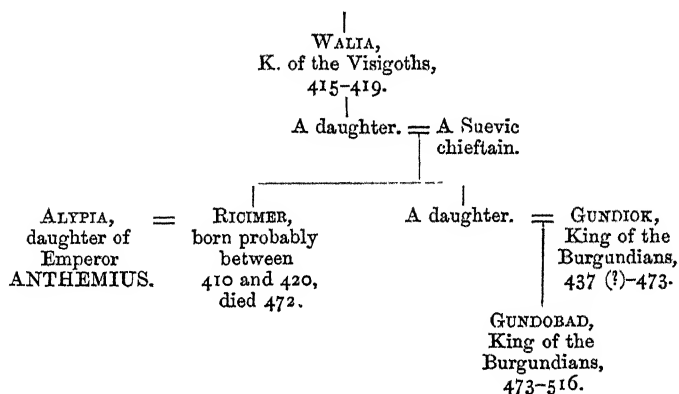 WALIA,
K. of the Visigoths,
415–419.
A daughter. = A Suevic
chieftain.
ALYPIA,
daughter of
Emperor
ANTHEMIUS.
=
RICIMER,
born probably
between
410 and 420,
died 472.
A daughter.
=
GUNDIOK,
King of the
Burgundians,
437 (?)–473.
GUNDOBAD,
King of the
Burgundians,
473–516.